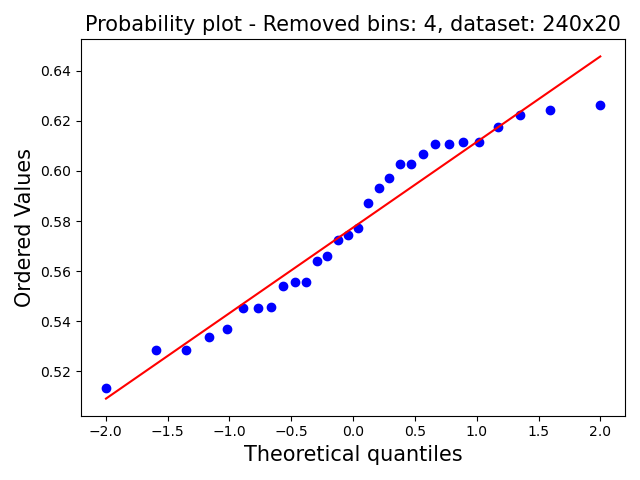 Probability plot - Removed bins: 4, dataset: 240x20
Ordered Values
0.64
0.62
0.60
0.58
0.56
0.54
0.52
−2.0 −1.5 −1.0 −0.5 0.0 0.5 1.0 1.5 2.0
Theoretical quantiles